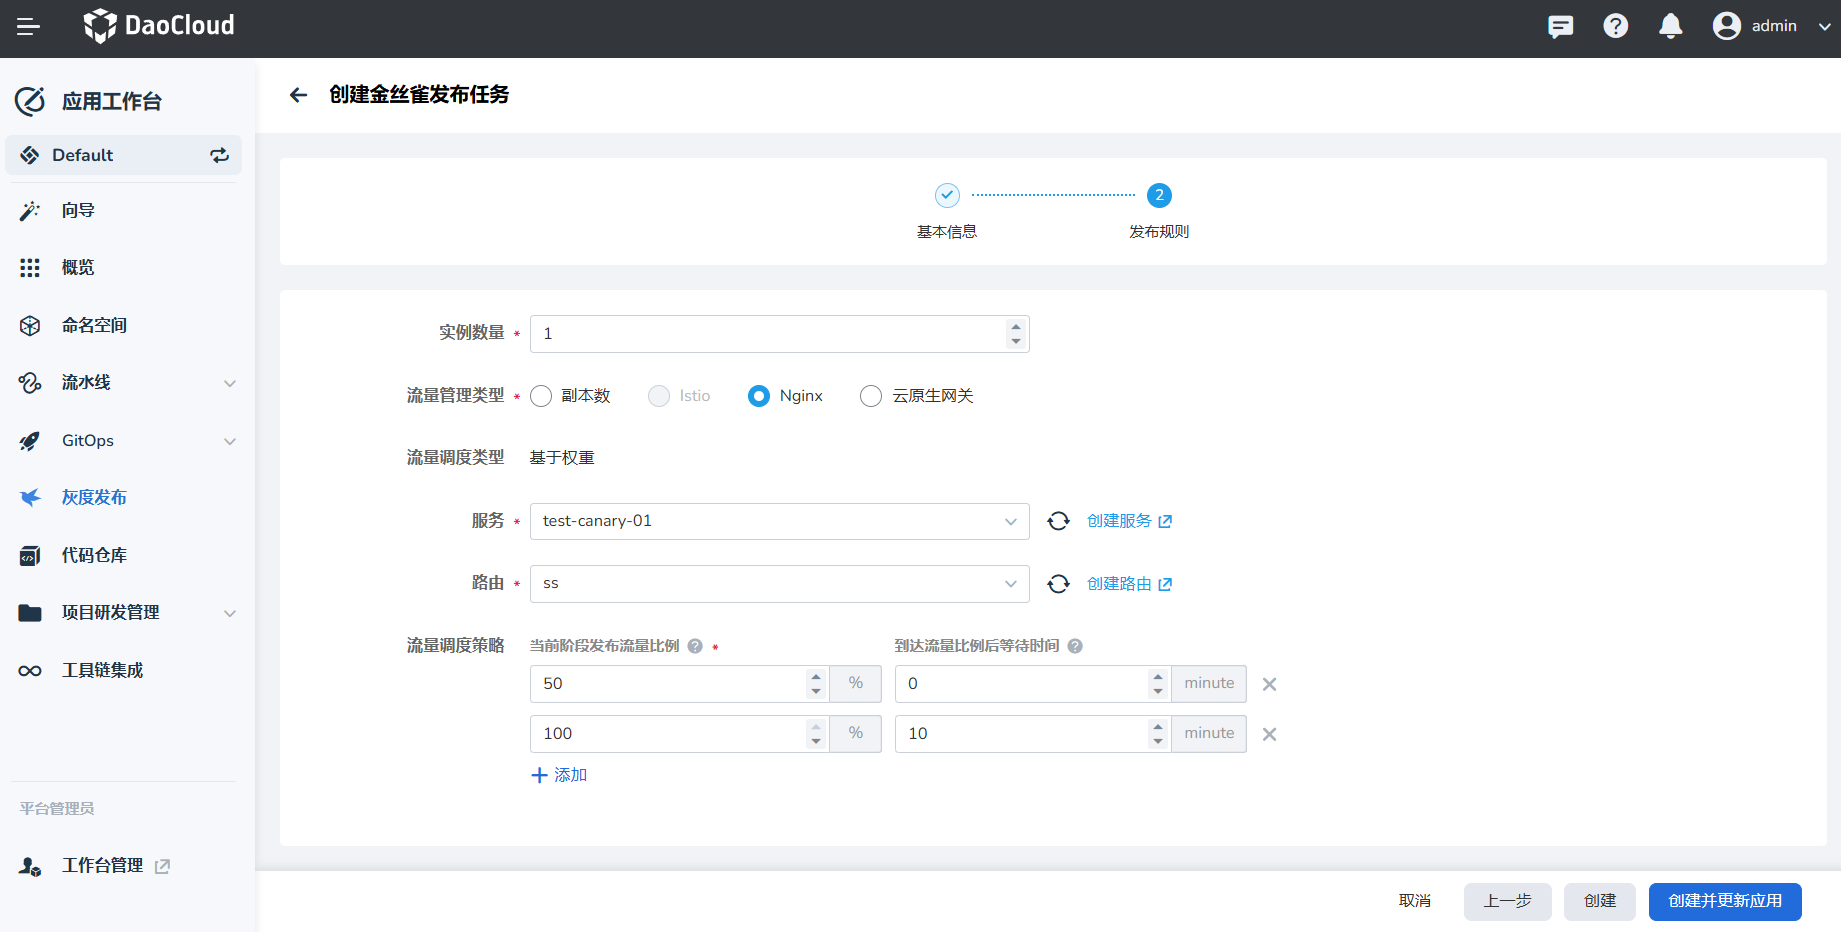 DaoCloud
admin
应用工作台
Default
向导
概览
命名空间
流水线
GitOps
灰度发布
代码仓库
项目研发管理
工具链集成
平台管理员
工作台管理
创建金丝雀发布任务
2
基本信息
发布规则
实例数量 * 1
流量管理类型 * 副本数 Istio Nginx 云原生网关
流量调度类型 基于权重
服务 * test-canary-01 创建服务
路由 * ss 创建路由
流量调度策略 当前阶段发布流量比例 ? * 到达流量比例后等待时间 ?
50 % 0 minute
100 % 10 minute
+ 添加
取消 上一步 创建 创建并更新应用